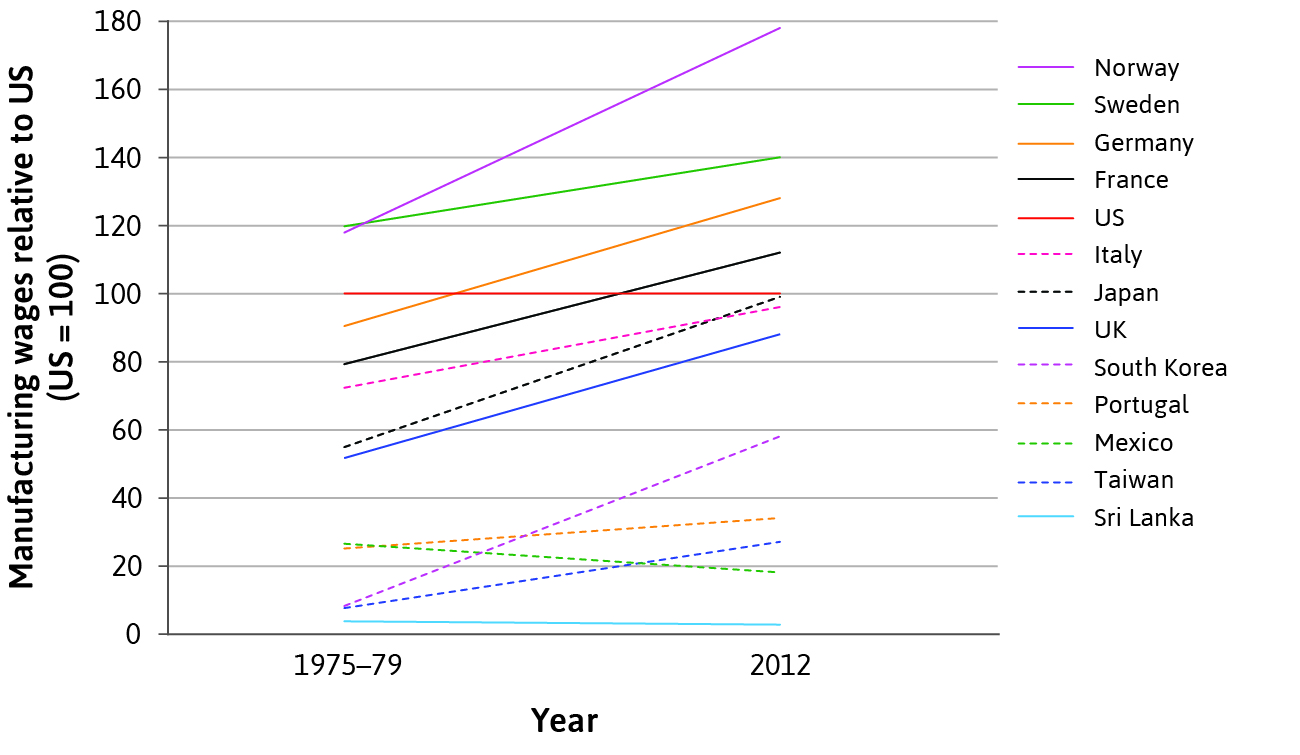 Manufacturing wages relative to US
(US = 100)
180
160
140
120
100
80
60
40
20
0
1975–79
2012
Year
Norway
Sweden
Germany
France
US
Italy
Japan
UK
South Korea
Portugal
Mexico
Taiwan
Sri Lanka